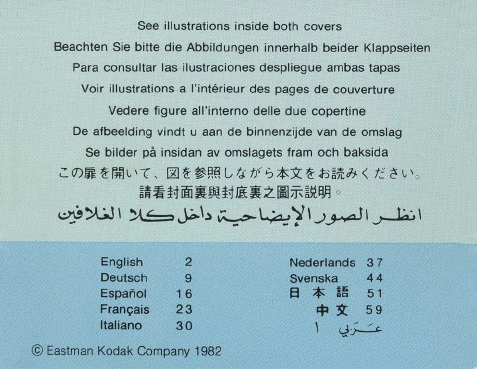 See illustrations inside both covers
Beachten Sie bitte die Abbildungen innerhalb beider Klappseiten
Para consultar las ilustraciones despliegue ambas tapas
Voir illustrations a l'intérieur des pages de couverture
Vedere figure all'interno delle due copertine
De afbeelding vindt u aan de binnenzijde van de omslag
Se bilder på insidan av omslagets fram och baksida
この扉を開いて、図を参照しながら本文をお読みください。
請看封面裏與封底裏之圖示説明。
انظر الصور الإيضاحية داخل كلا الغلافين
English 2
Deutsch 9
Español 16
Français 23
Italiano 30
Nederlands 37
Svenska 44
日本語 51
中文 59
عربي ١
© Eastman Kodak Company 1982